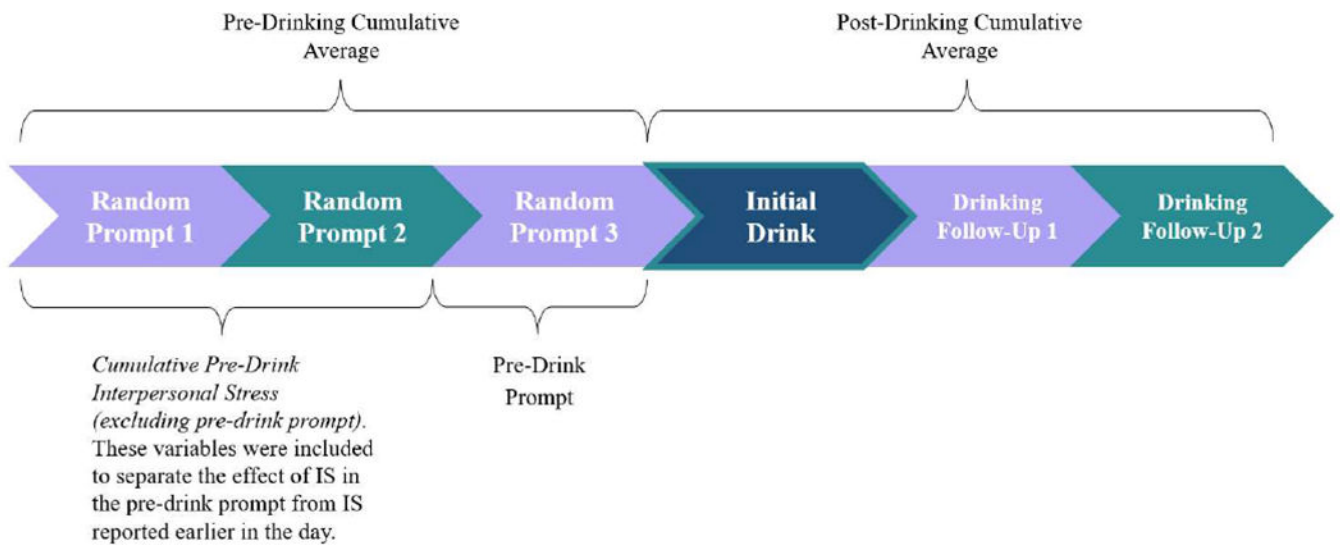 Pre-Drinking Cumulative
Average
Post-Drinking Cumulative
Average
Random
Prompt 1
Random
Prompt 2
Random
Prompt 3
Initial
Drink
Drinking
Follow-Up 1
Drinking
Follow-Up 2
Cumulative Pre-Drink
Interpersonal Stress
(excluding pre-drink prompt).
These variables were included
to separate the effect of IS in
the pre-drink prompt from IS
reported earlier in the day.
Pre-Drink
Prompt